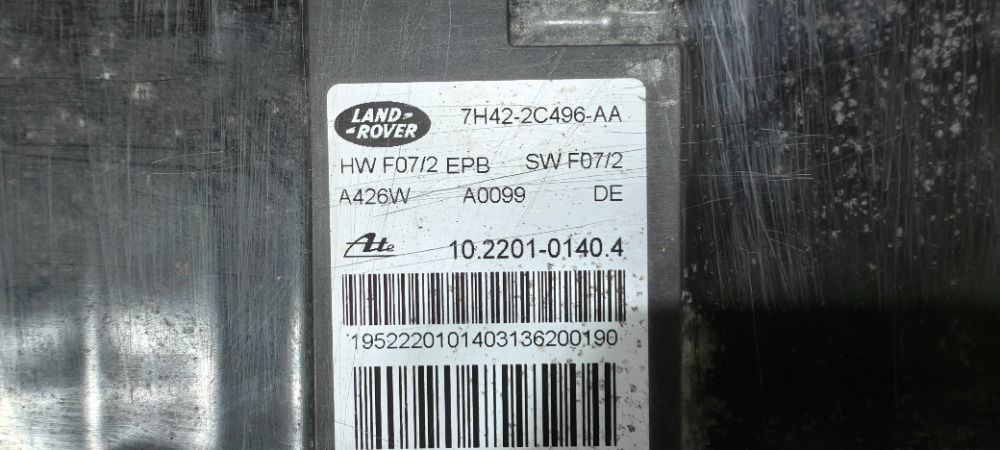 LAND-
-ROVER
7H42-2C496-AA
HW F07/2 EPB SW F07/2
A426W A0099 DE
Ate 10.2201-0140.4
1952220101403136200190